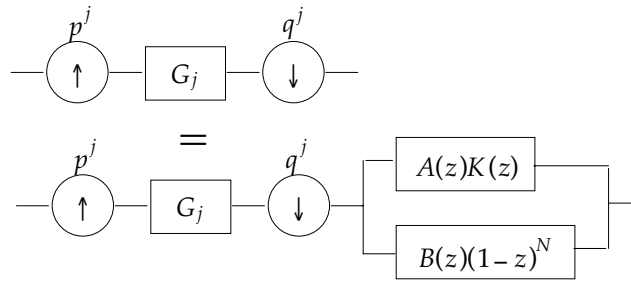 p^j q^j
↑ G_j ↓
=
p^j q^j
↑ G_j ↓
A(z)K(z)
B(z)(1−z)^N